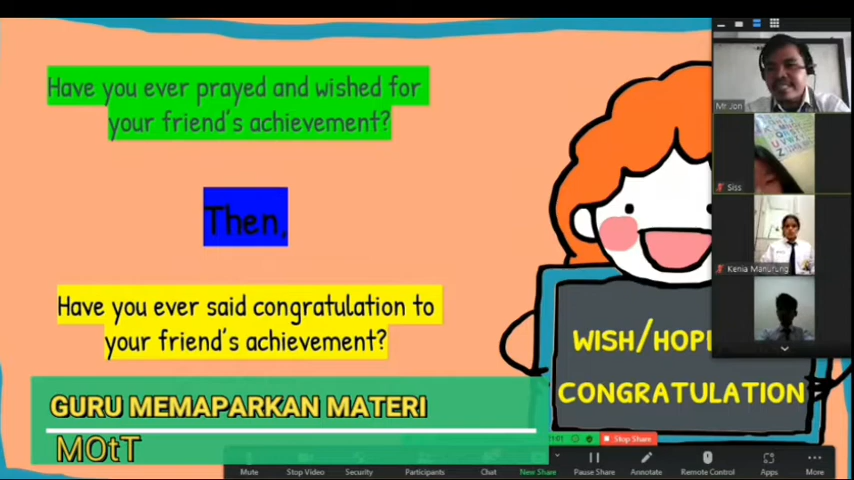 Have you ever prayed and wished for
your friend's achievement?
Then,
Have you ever said congratulation to
your friend's achievement?
WISH/HOP
CONGRATULATION
GURU MEMAPARKAN MATERI
MOtT
Mr Jon
Siss
Kenia Manufung
Stop Share
Mute
Stop Video
Security
Participants
Chat
New Share
Pause Share
Annotate
Remote Control
Apps
More